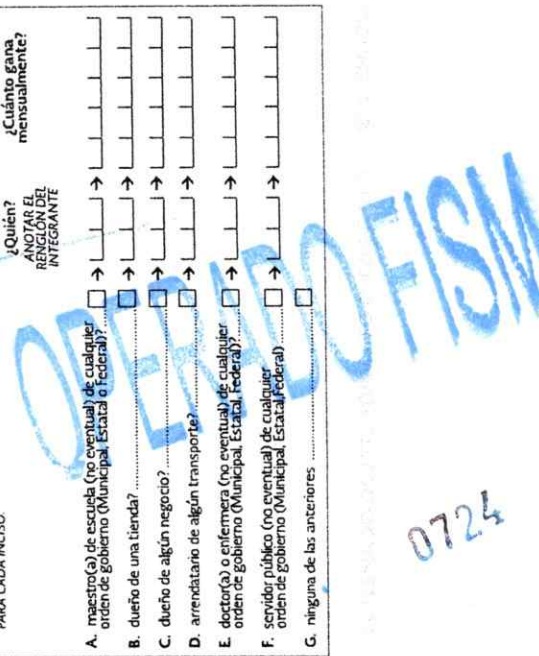 PARA CADA INCISO.
¿Quién?
ANOTAR EL
RENGLÓN DEL
INTEGRANTE
¿Cuánto gana
mensualmente?
A. maestro(a) de escuela (no eventual) de cualquier
orden de gobierno (Municipal, Estatal o Federal)?
B. dueño de una tienda?
C. dueño de algún negocio?
D. arrendatario de algún transporte?
E. doctor(a) o enfermera (no eventual) de cualquier
orden de gobierno (Municipal, Estatal, Federal)?
F. servidor público (no eventual) de cualquier
orden de gobierno (Municipal, Estatal, Federal)
G. ninguna de las anteriores
OPERADO FISM
0724